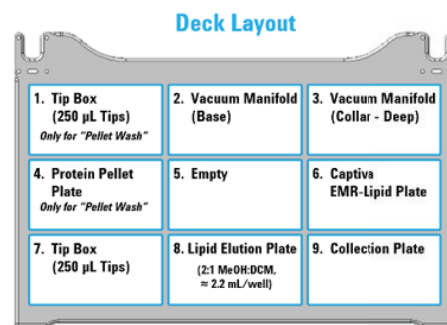 Deck Layout
1. Tip Box
(250 µL Tips)
Only for "Pellet Wash"
2. Vacuum Manifold
(Base)
3. Vacuum Manifold
(Collar - Deep)
4. Protein Pellet
Plate
Only for "Pellet Wash"
5. Empty
6. Captiva
EMR-Lipid Plate
7. Tip Box
(250 µL Tips)
8. Lipid Elution Plate
(2:1 MeOH:DCM,
≈ 2.2 mL/well)
9. Collection Plate